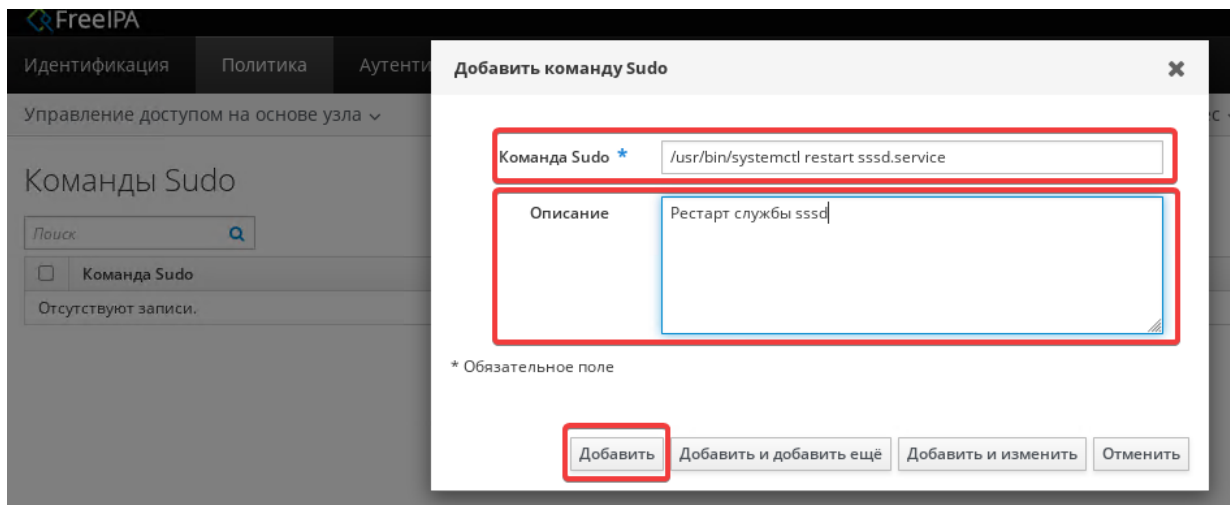 FreeIPA
Идентификация Политика Аутенти
Управление доступом на основе узла
Команды Sudo
Поиск
Команда Sudo
Отсутствуют записи.
Добавить команду Sudo
Команда Sudo * /usr/bin/systemctl restart sssd.service
Описание Рестарт службы sssd
* Обязательное поле
Добавить Добавить и добавить ещё Добавить и изменить Отменить